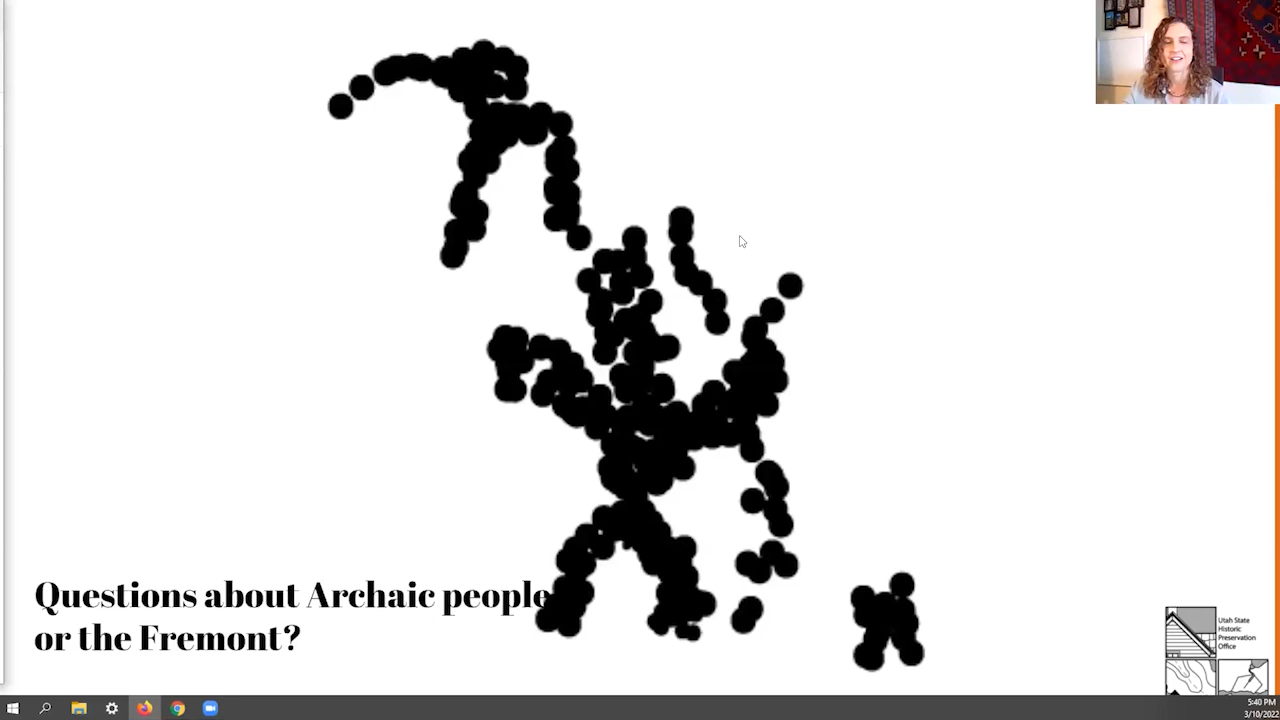 Questions about Archaic people
or the Fremont?
Utah State
Historic
Preservation
Office
5:40 PM
3/10/2022